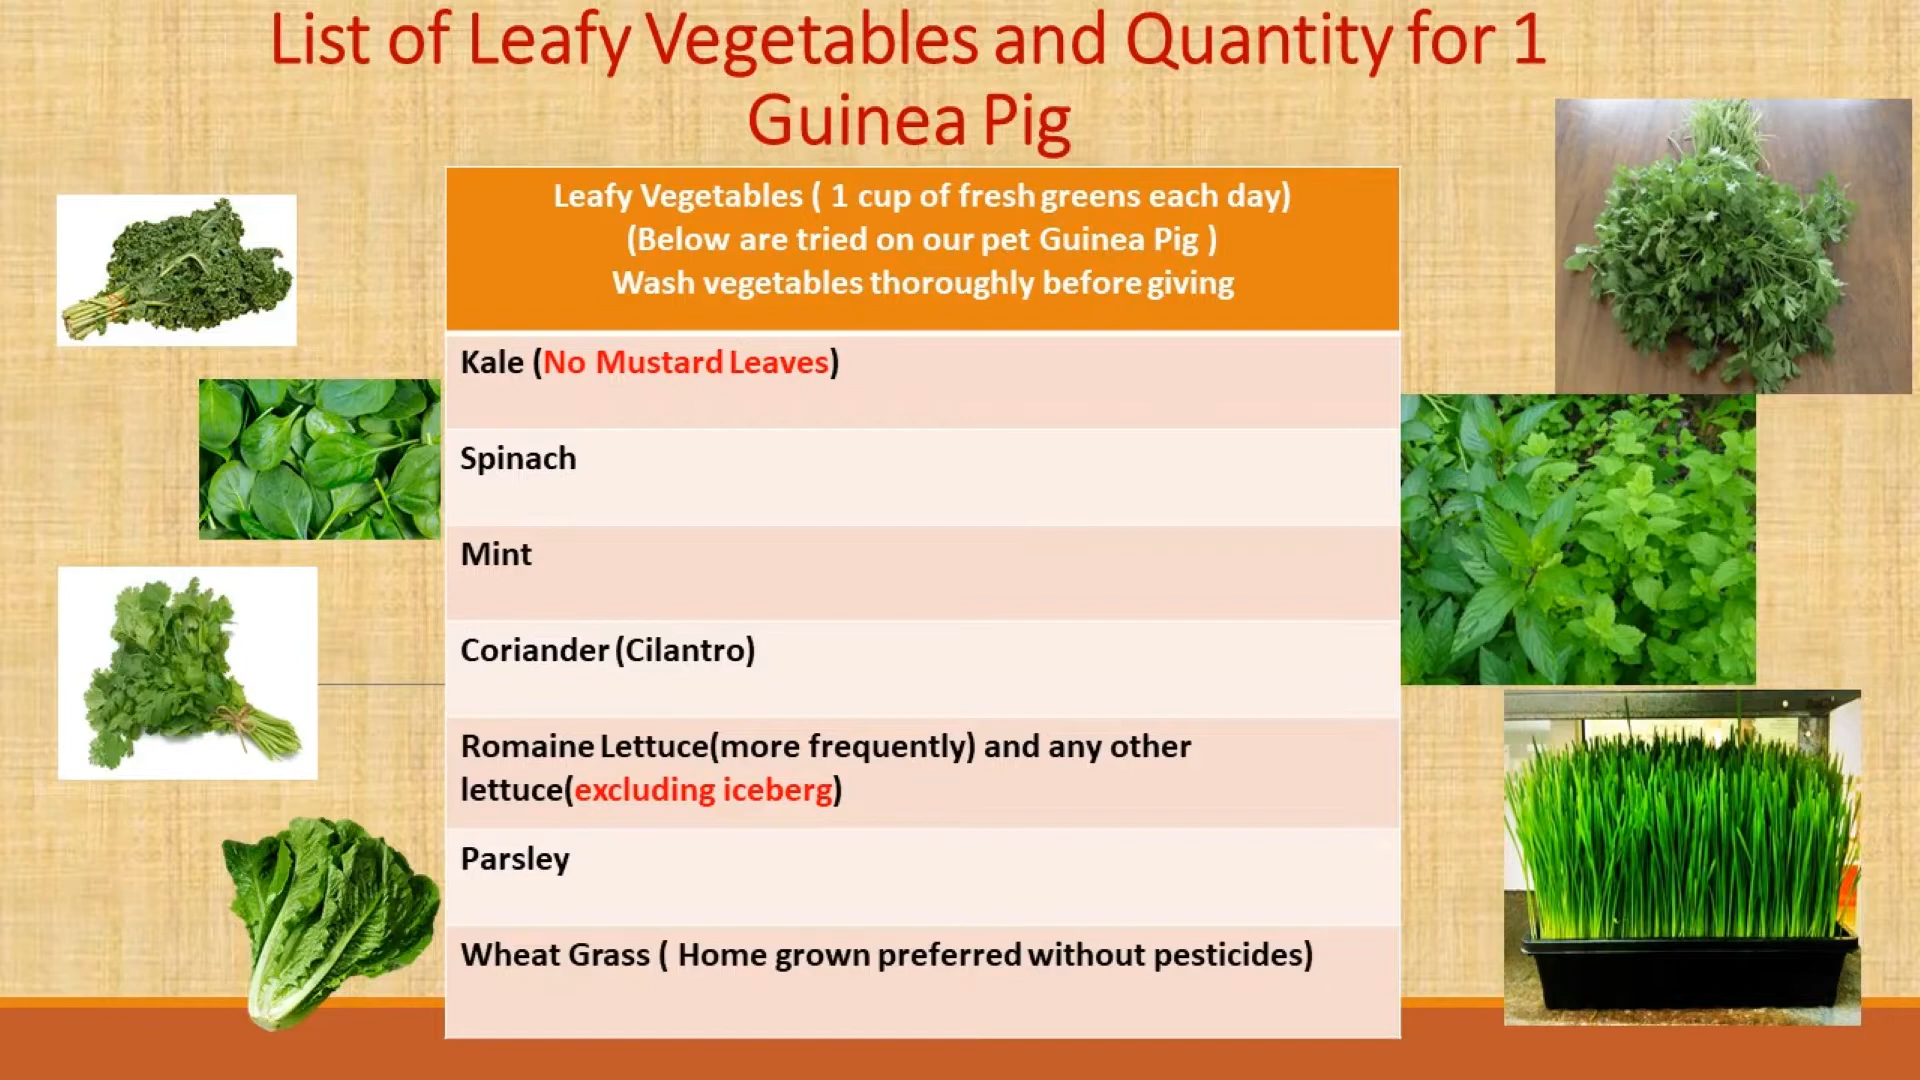 List of Leafy Vegetables and Quantity for 1
Guinea Pig
Leafy Vegetables ( 1 cup of fresh greens each day)
(Below are tried on our pet Guinea Pig )
Wash vegetables thoroughly before giving
Kale (No Mustard Leaves)
Spinach
Mint
Coriander (Cilantro)
Romaine Lettuce(more frequently) and any other
lettuce(excluding iceberg)
Parsley
Wheat Grass ( Home grown preferred without pesticides)